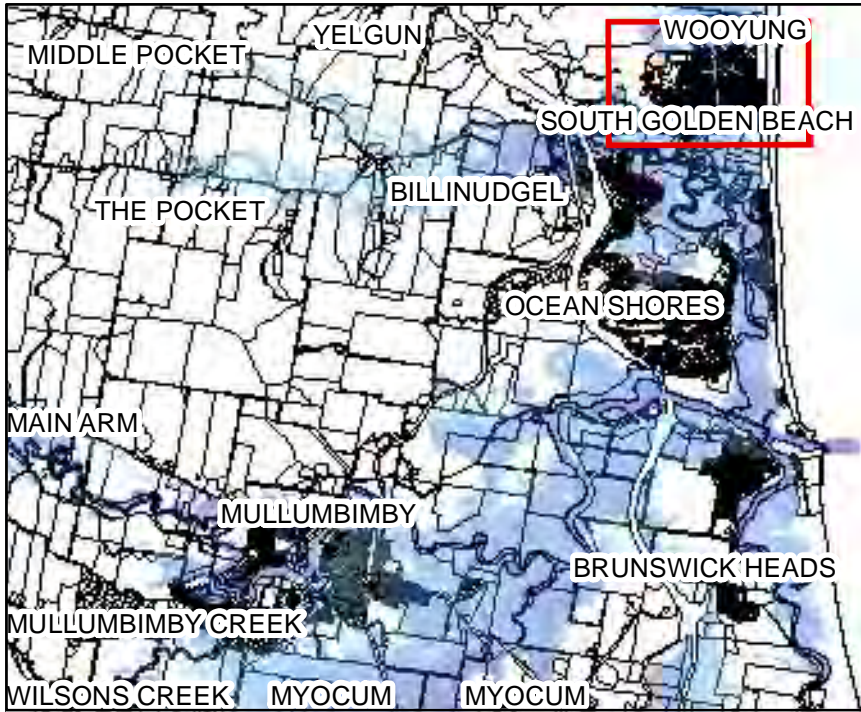 WOOYUNG
YELGUN
MIDDLE POCKET
SOUTH GOLDEN BEACH
BILLINUDGEL
THE POCKET
OCEAN SHORES
MAIN ARM
MULLUMBIMBY
BRUNSWICK HEADS
MULLUMBIMBY CREEK
WILSONS CREEK
MYOCUM
MYOCUM